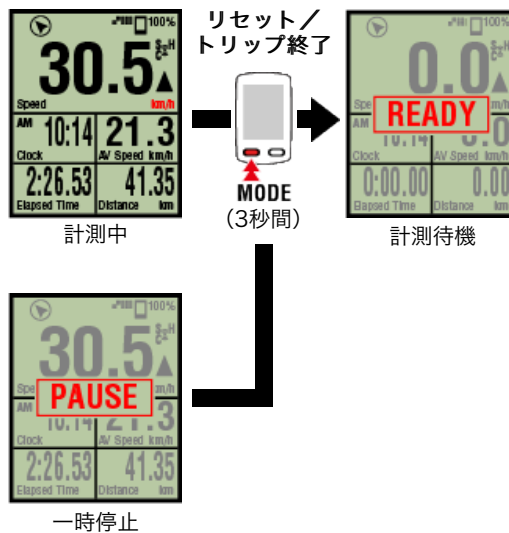 リセット／
トリップ終了
100%
30.5
Speed
km/h
AM 10:14
Clock
21.3
AV Speed km/h
2:26.53
Elapsed Time
41.35
Distance km
計測中
MODE
(3秒間)
100%
0.0
READY
AM
Clock
AV Speed km/h
0:00.00
Elapsed Time
0.00
Distance km
計測待機
100%
30.5
PAUSE
AM
Clock
AV Speed km/h
2:26.53
Elapsed Time
41.35
Distance km
一時停止